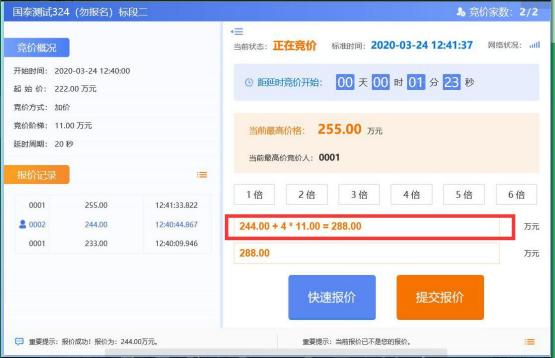 国泰测试324（勿报名）标段二
竞价家数：2/2
竞价概况
开始时间： 2020-03-24 12:40:00
起 始 价： 222.00 万元
竞价方式： 加价
竞价阶梯： 11.00 万元
延时周期： 20 秒
报价记录
0001 255.00 12:41:33.822
0002 244.00 12:40:44.867
0001 233.00 12:40:09.946
当前状态： 正在竞价 标准时间： 2020-03-24 12:41:37 网络状况：
距延时竞价开始： 00 天 00 时 01 分 23 秒
当前最高价格： 255.00 万元
当前最高价竞价人： 0001
1 倍 2 倍 3 倍 4 倍 5 倍 6 倍
244.00 + 4 * 11.00 = 288.00 万元
288.00 万元
快速报价 提交报价
重要提示：报价成功！报价为：244.00万元。
重要提示：当前报价已不是您的报价。